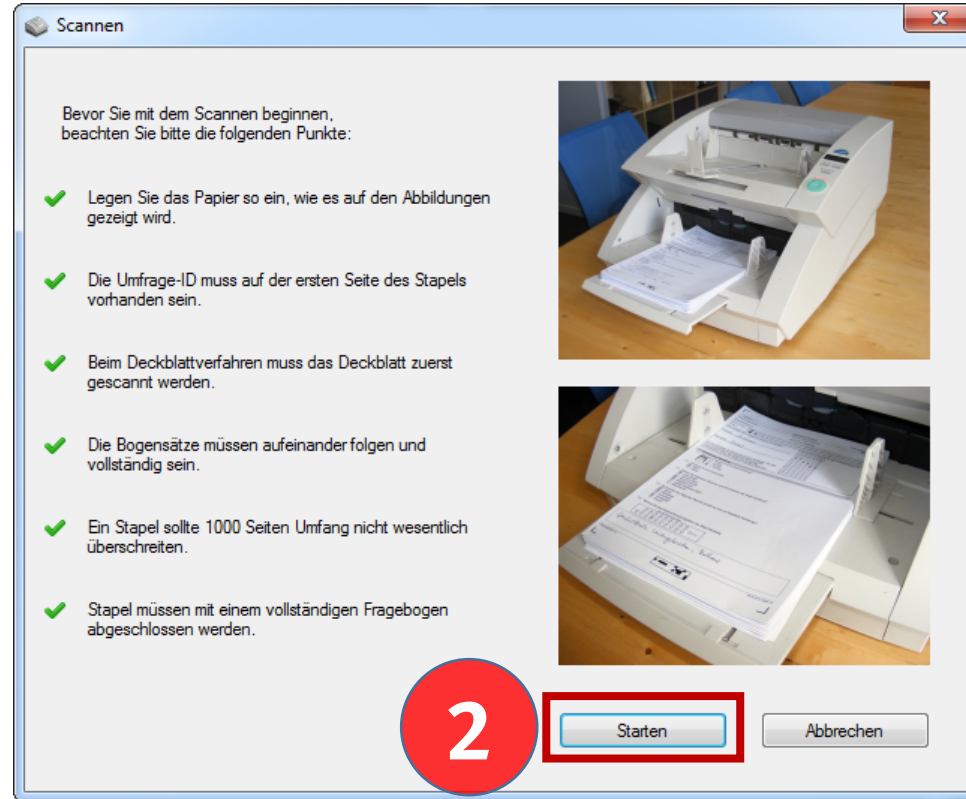 Scannen
Bevor Sie mit dem Scannen beginnen,
beachten Sie bitte die folgenden Punkte:
Legen Sie das Papier so ein, wie es auf den Abbildungen
gezeigt wird.
Die Umfrage-ID muss auf der ersten Seite des Stapels
vorhanden sein.
Beim Deckblattverfahren muss das Deckblatt zuerst
gescannt werden.
Die Bogensätze müssen aufeinander folgen und
vollständig sein.
Ein Stapel sollte 1000 Seiten Umfang nicht wesentlich
überschreiten.
Stapel müssen mit einem vollständigen Fragebogen
abgeschlossen werden.
2
Starten
Abbrechen